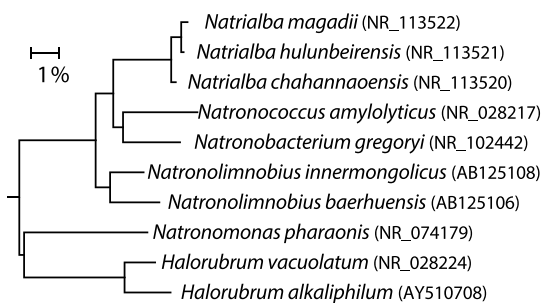 Natrialba magadii (NR_113522)
Natrialba hulunbeirensis (NR_113521)
1%
Natrialba chahannaoensis (NR_113520)
Natronococcus amylolyticus (NR_028217)
Natronobacterium gregoryi (NR_102442)
Natronolimnobius innermongolicus (AB125108)
Natronolimnobius baerhuensis (AB125106)
Natronomonas pharaonis (NR_074179)
Halorubrum vacuolatum (NR_028224)
Halorubrum alkaliphilum (AY510708)